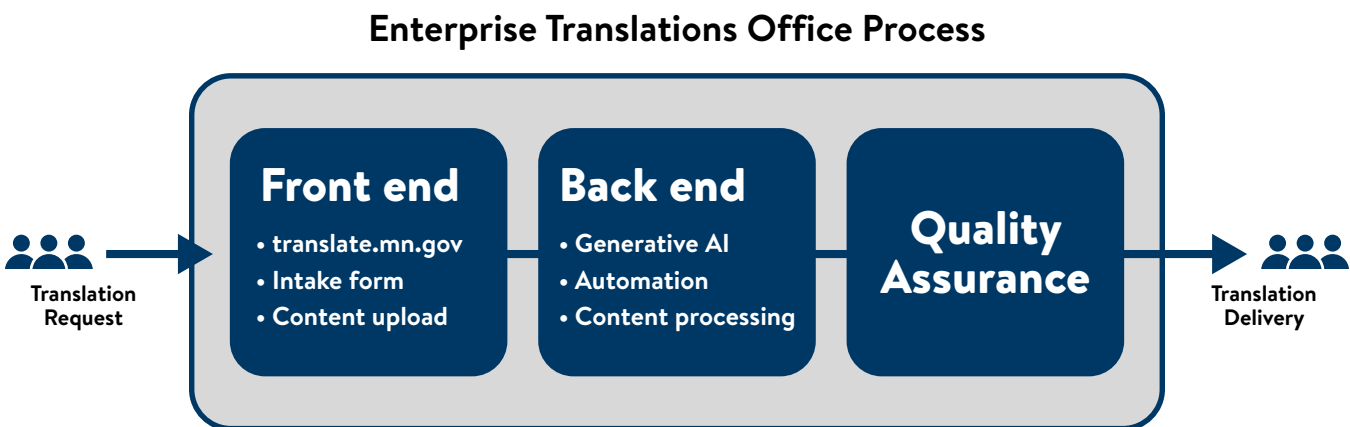 Enterprise Translations Office Process
Translation
Request
Front end
• translate.mn.gov
• Intake form
• Content upload
Back end
• Generative AI
• Automation
• Content processing
Quality
Assurance
Translation
Delivery